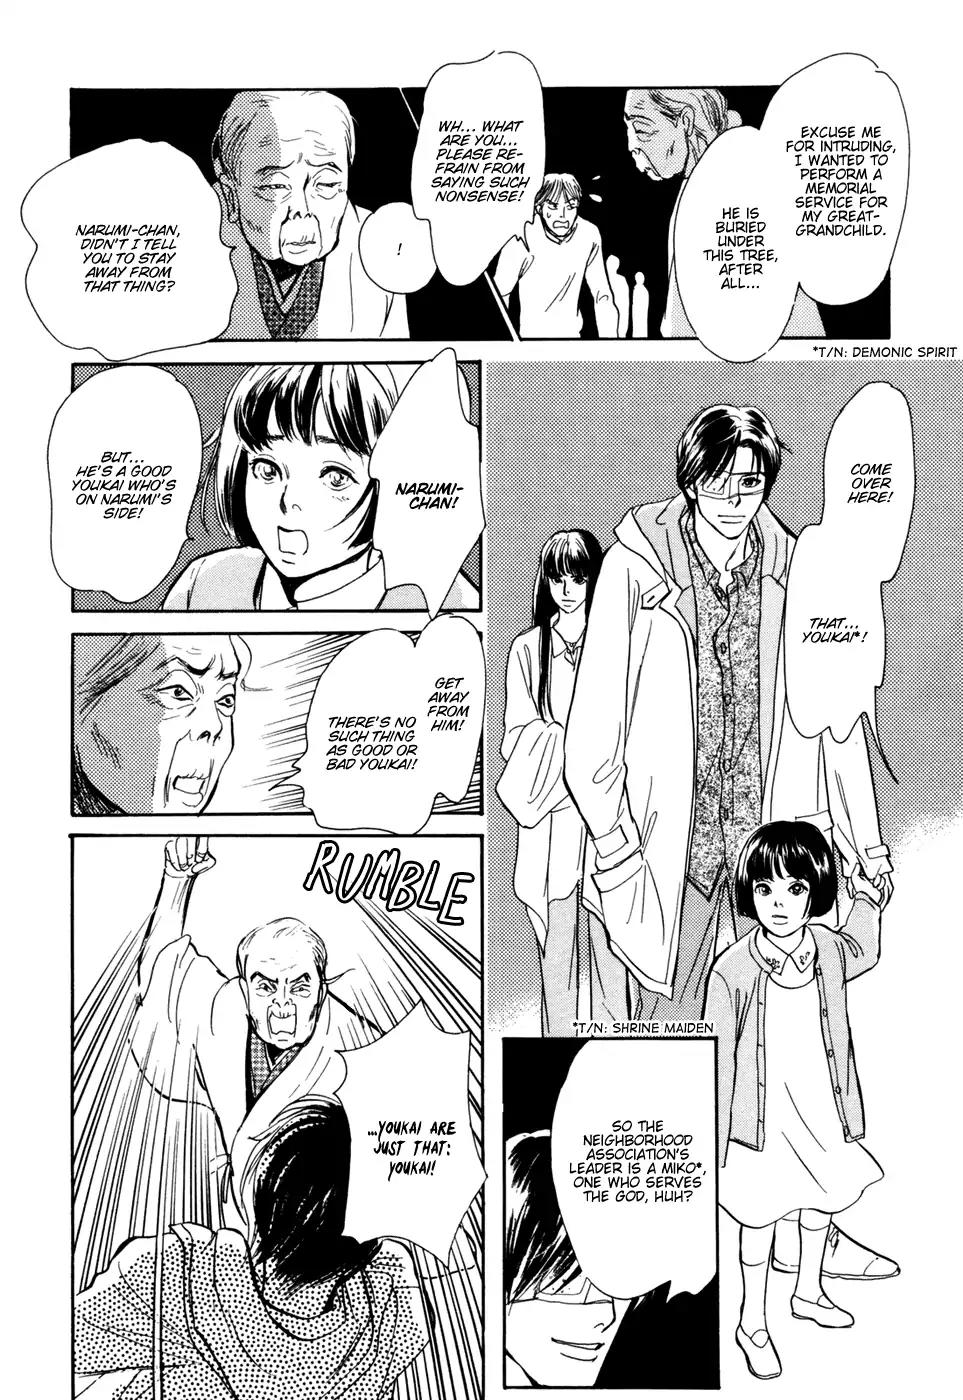 EXCUSE ME
FOR INTRUDING,
I WANTED TO
PERFORM A
MEMORIAL
SERVICE FOR
MY GREAT-
GRANDCHILD.
HE IS
BURIED
UNDER
THIS TREE,
AFTER
ALL...
WH... WHAT
ARE YOU...
PLEASE RE-
FRAIN FROM
SAYING SUCH
NONSENSE!
!
NARUMI-CHAN,
DIDN'T I TELL
YOU TO STAY
AWAY FROM
THAT THING?
*T/N: DEMONIC SPIRIT
COME
OVER
HERE!
THAT...
YOUKAI*!
NARUMI-
CHAN!
BUT...
HE'S A GOOD
YOUKAI WHO'S
ON NARUMI'S
SIDE!
GET
AWAY
FROM
HIM!
THERE'S NO
SUCH THING
AS GOOD OR
BAD YOUKAI!
RUMBLE
...YOUKAI ARE
JUST THAT:
YOUKAI!
*T/N: SHRINE MAIDEN
SO THE
NEIGHBORHOOD
ASSOCIATION'S
LEADER IS A MIKO*,
ONE WHO SERVES
THE GOD, HUH?